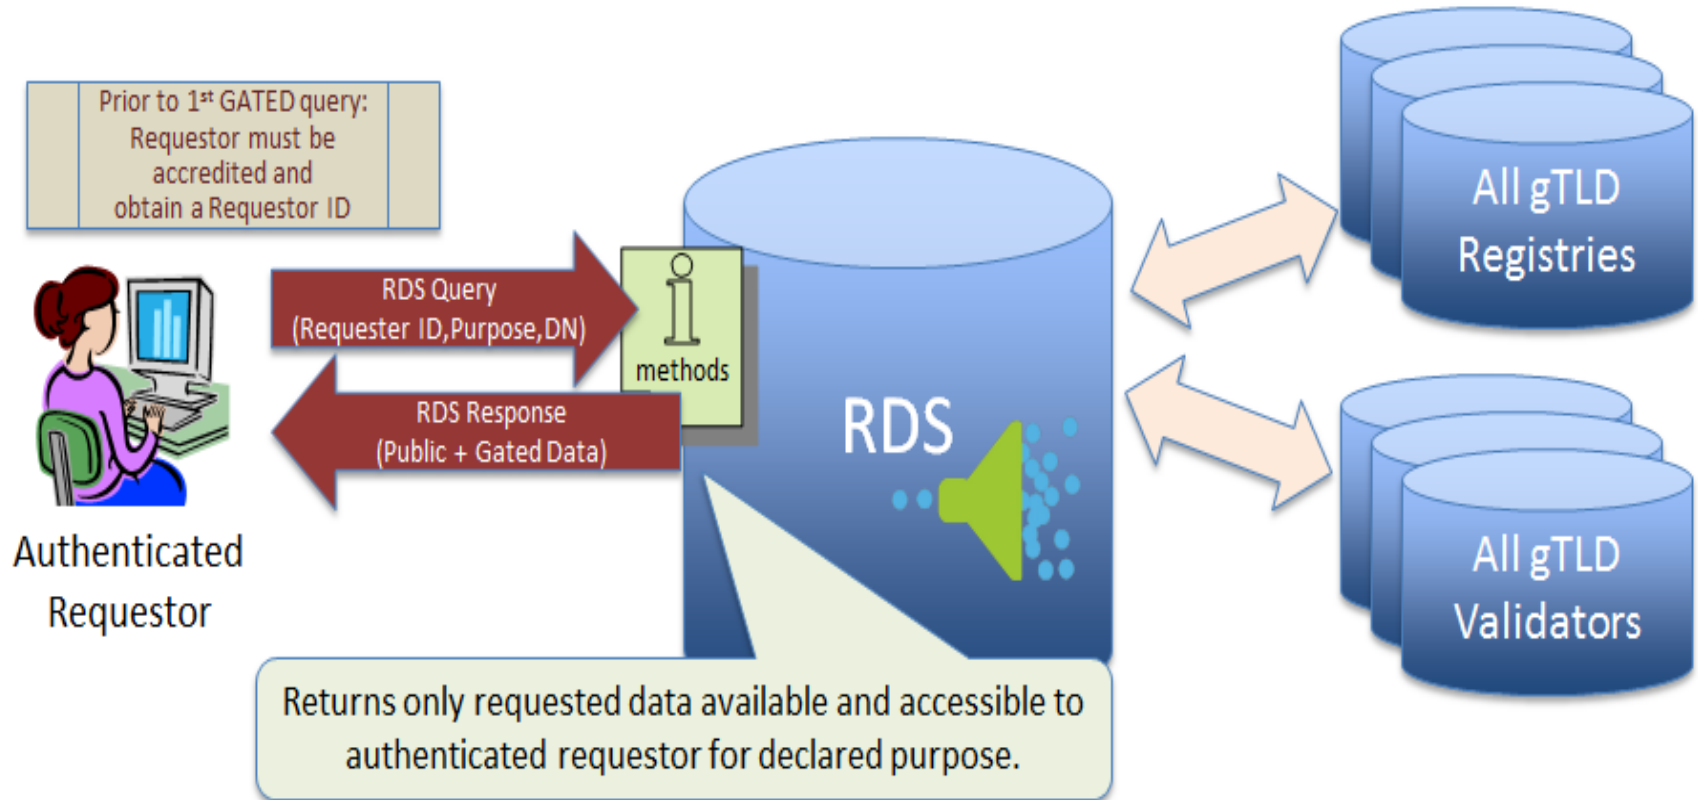 Prior to 1st GATED query:
Requestor must be
accredited and
obtain a Requestor ID
RDS Query
(Requester ID,Purpose,DN)
methods
RDS Response
(Public + Gated Data)
Authenticated
Requestor
RDS
All gTLD
Registries
All gTLD
Validators
Returns only requested data available and accessible to
authenticated requestor for declared purpose.